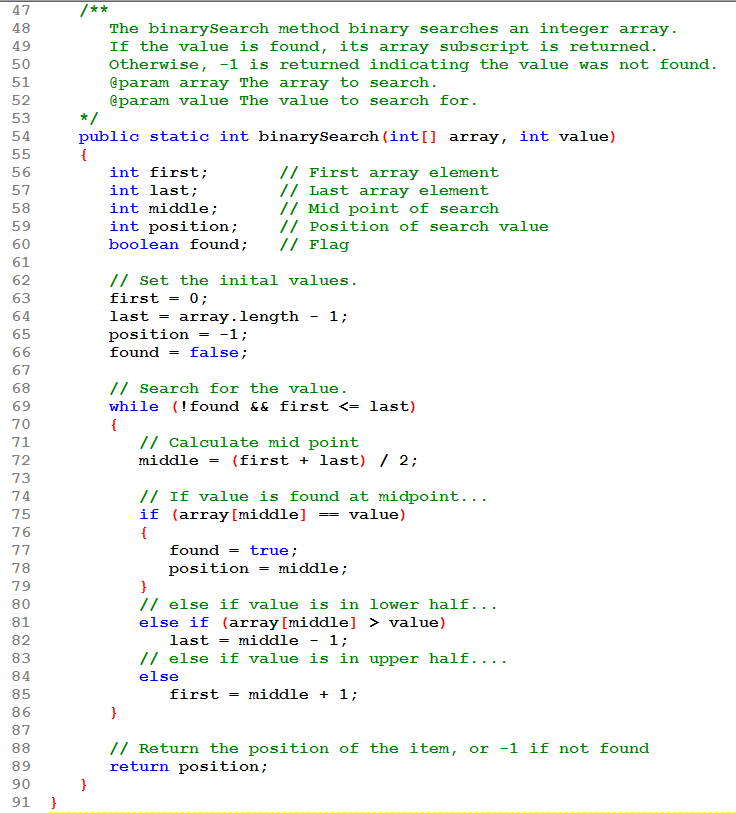 47 /**
48 The binarySearch method binary searches an integer array.
49 If the value is found, its array subscript is returned.
50 Otherwise, -1 is returned indicating the value was not found.
51 @param array The array to search.
52 @param value The value to search for.
53 */
54 public static int binarySearch(int[] array, int value)
55 {
56 int first; // First array element
57 int last; // Last array element
58 int middle; // Mid point of search
59 int position; // Position of search value
60 boolean found; // Flag
61
62 // Set the inital values.
63 first = 0;
64 last = array.length - 1;
65 position = -1;
66 found = false;
67
68 // Search for the value.
69 while (!found && first <= last)
70 {
71 // Calculate mid point
72 middle = (first + last) / 2;
73
74 // If value is found at midpoint...
75 if (array[middle] == value)
76 {
77 found = true;
78 position = middle;
79 }
80 // else if value is in lower half...
81 else if (array[middle] > value)
82 last = middle - 1;
83 // else if value is in upper half....
84 else
85 first = middle + 1;
86 }
87
88 // Return the position of the item, or -1 if not found
89 return position;
90 }
91 }